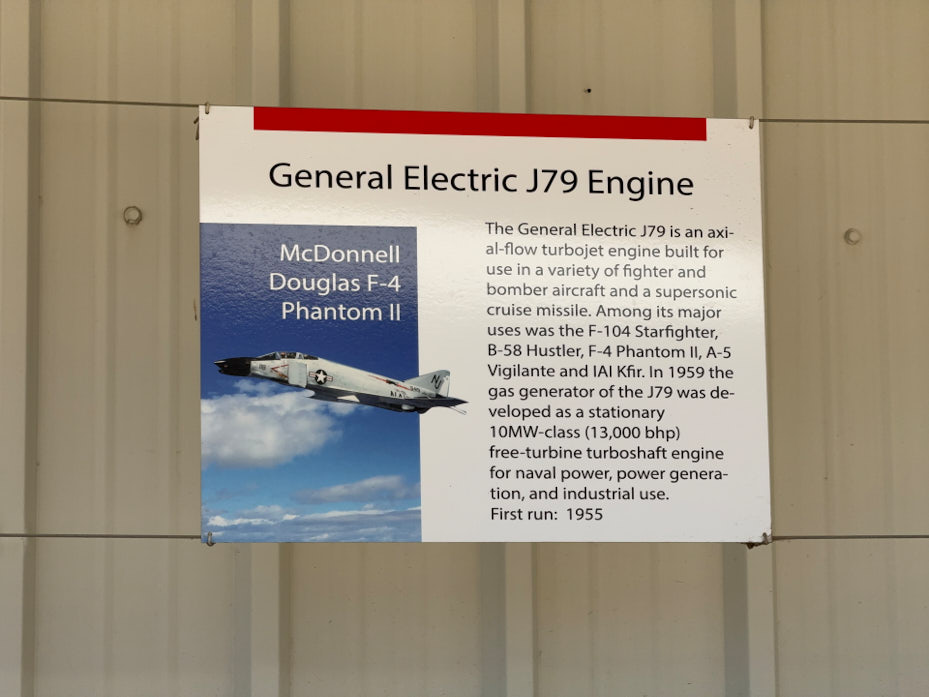 General Electric J79 Engine
McDonnell
Douglas F-4
Phantom II
The General Electric J79 is an axi-
al-flow turbojet engine built for
use in a variety of fighter and
bomber aircraft and a supersonic
cruise missile. Among its major
uses was the F-104 Starfighter,
B-58 Hustler, F-4 Phantom II, A-5
Vigilante and IAI Kfir. In 1959 the
gas generator of the J79 was de-
veloped as a stationary
10MW-class (13,000 bhp)
free-turbine turboshaft engine
for naval power, power genera-
tion, and industrial use.
First run:  1955
NJ